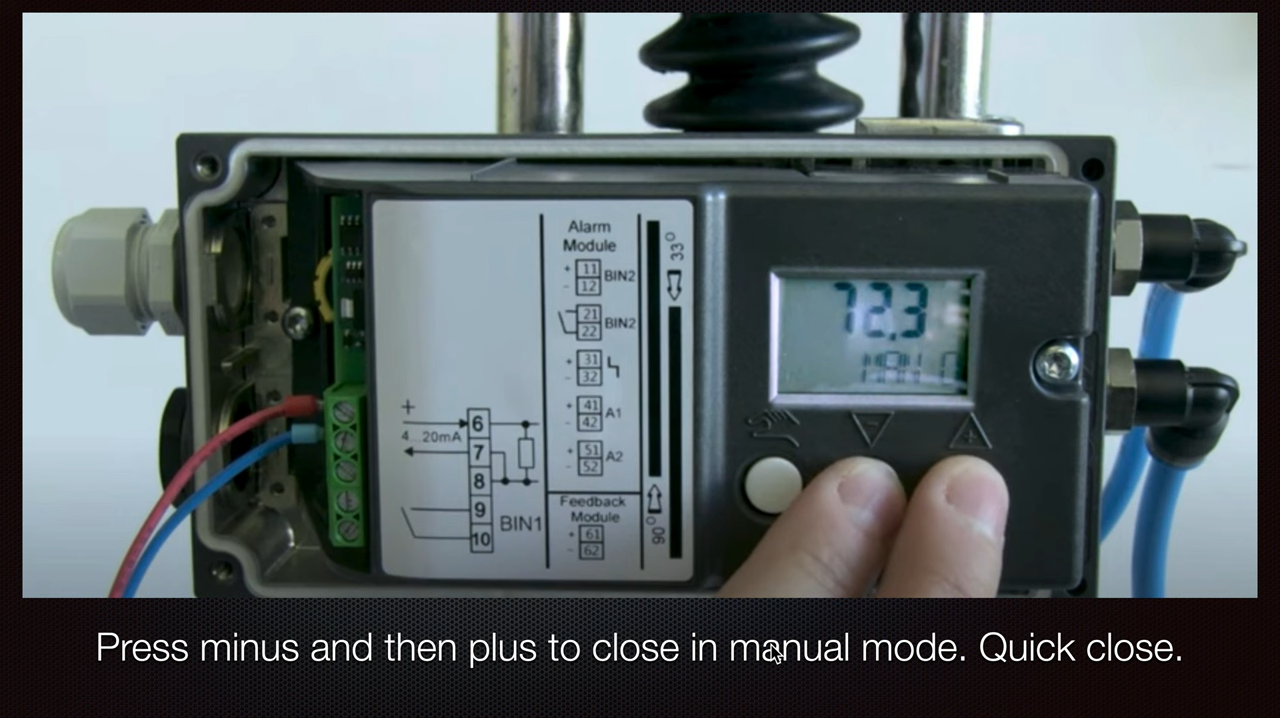 Alarm
Module
+ 11 BIN2
- 12
21 BIN2
22
+ 31
- 32
+ 41 A1
- 42
+ 51 A2
- 52
Feedback
Module
+ 61
- 62
33°
90°
+
4...20mA
6
7
8
9
10
BIN1
72.3
Press minus and then plus to close in manual mode. Quick close.